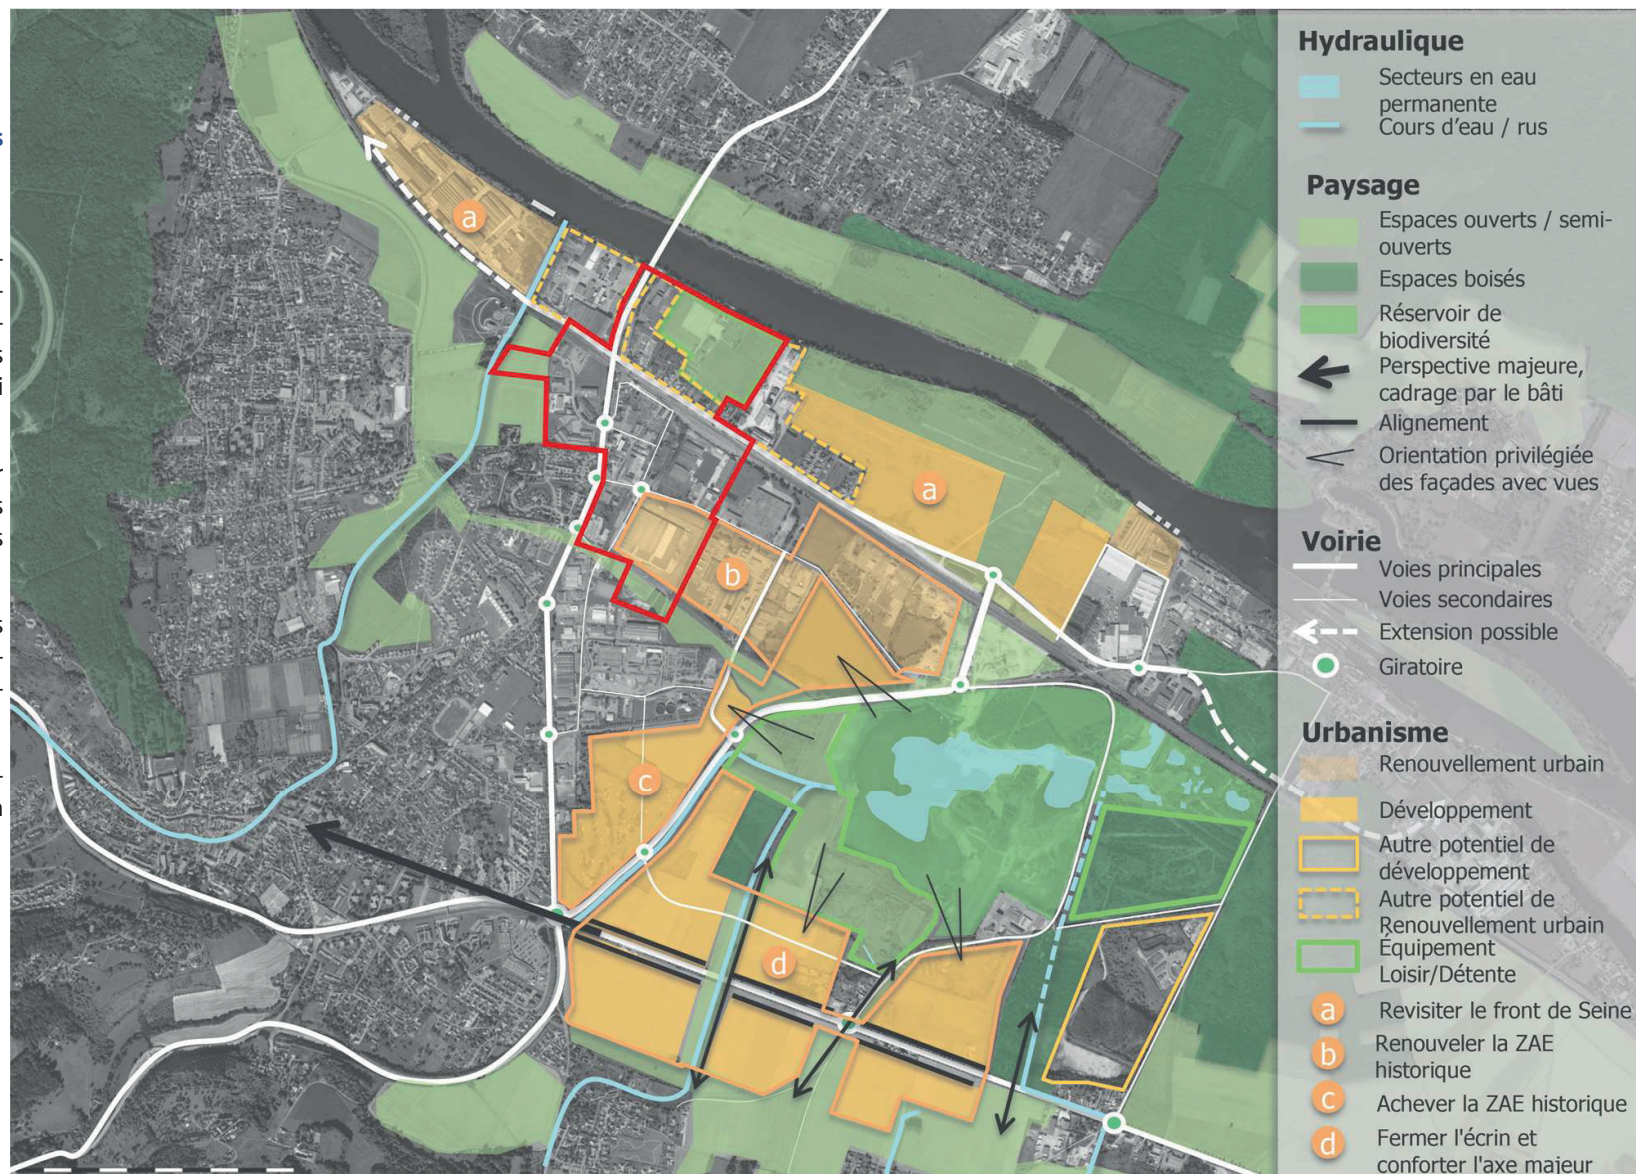 Hydraulique
Secteurs en eau
permanente
Cours d'eau / rus
Paysage
Espaces ouverts / semi-
ouverts
Espaces boisés
Réservoir de
biodiversité
Perspective majeure,
cadrage par le bâti
Alignement
Orientation privilégiée
des façades avec vues
Voirie
Voies principales
Voies secondaires
Extension possible
Giratoire
Urbanisme
Renouvellement urbain
Développement
Autre potentiel de
développement
Autre potentiel de
Renouvellement urbain
Équipement
Loisir/Détente
a Revisiter le front de Seine
b Renouveler la ZAE
historique
c Achever la ZAE historique
d Fermer l'écrin et
conforter l'axe majeur
a
a
b
c
d